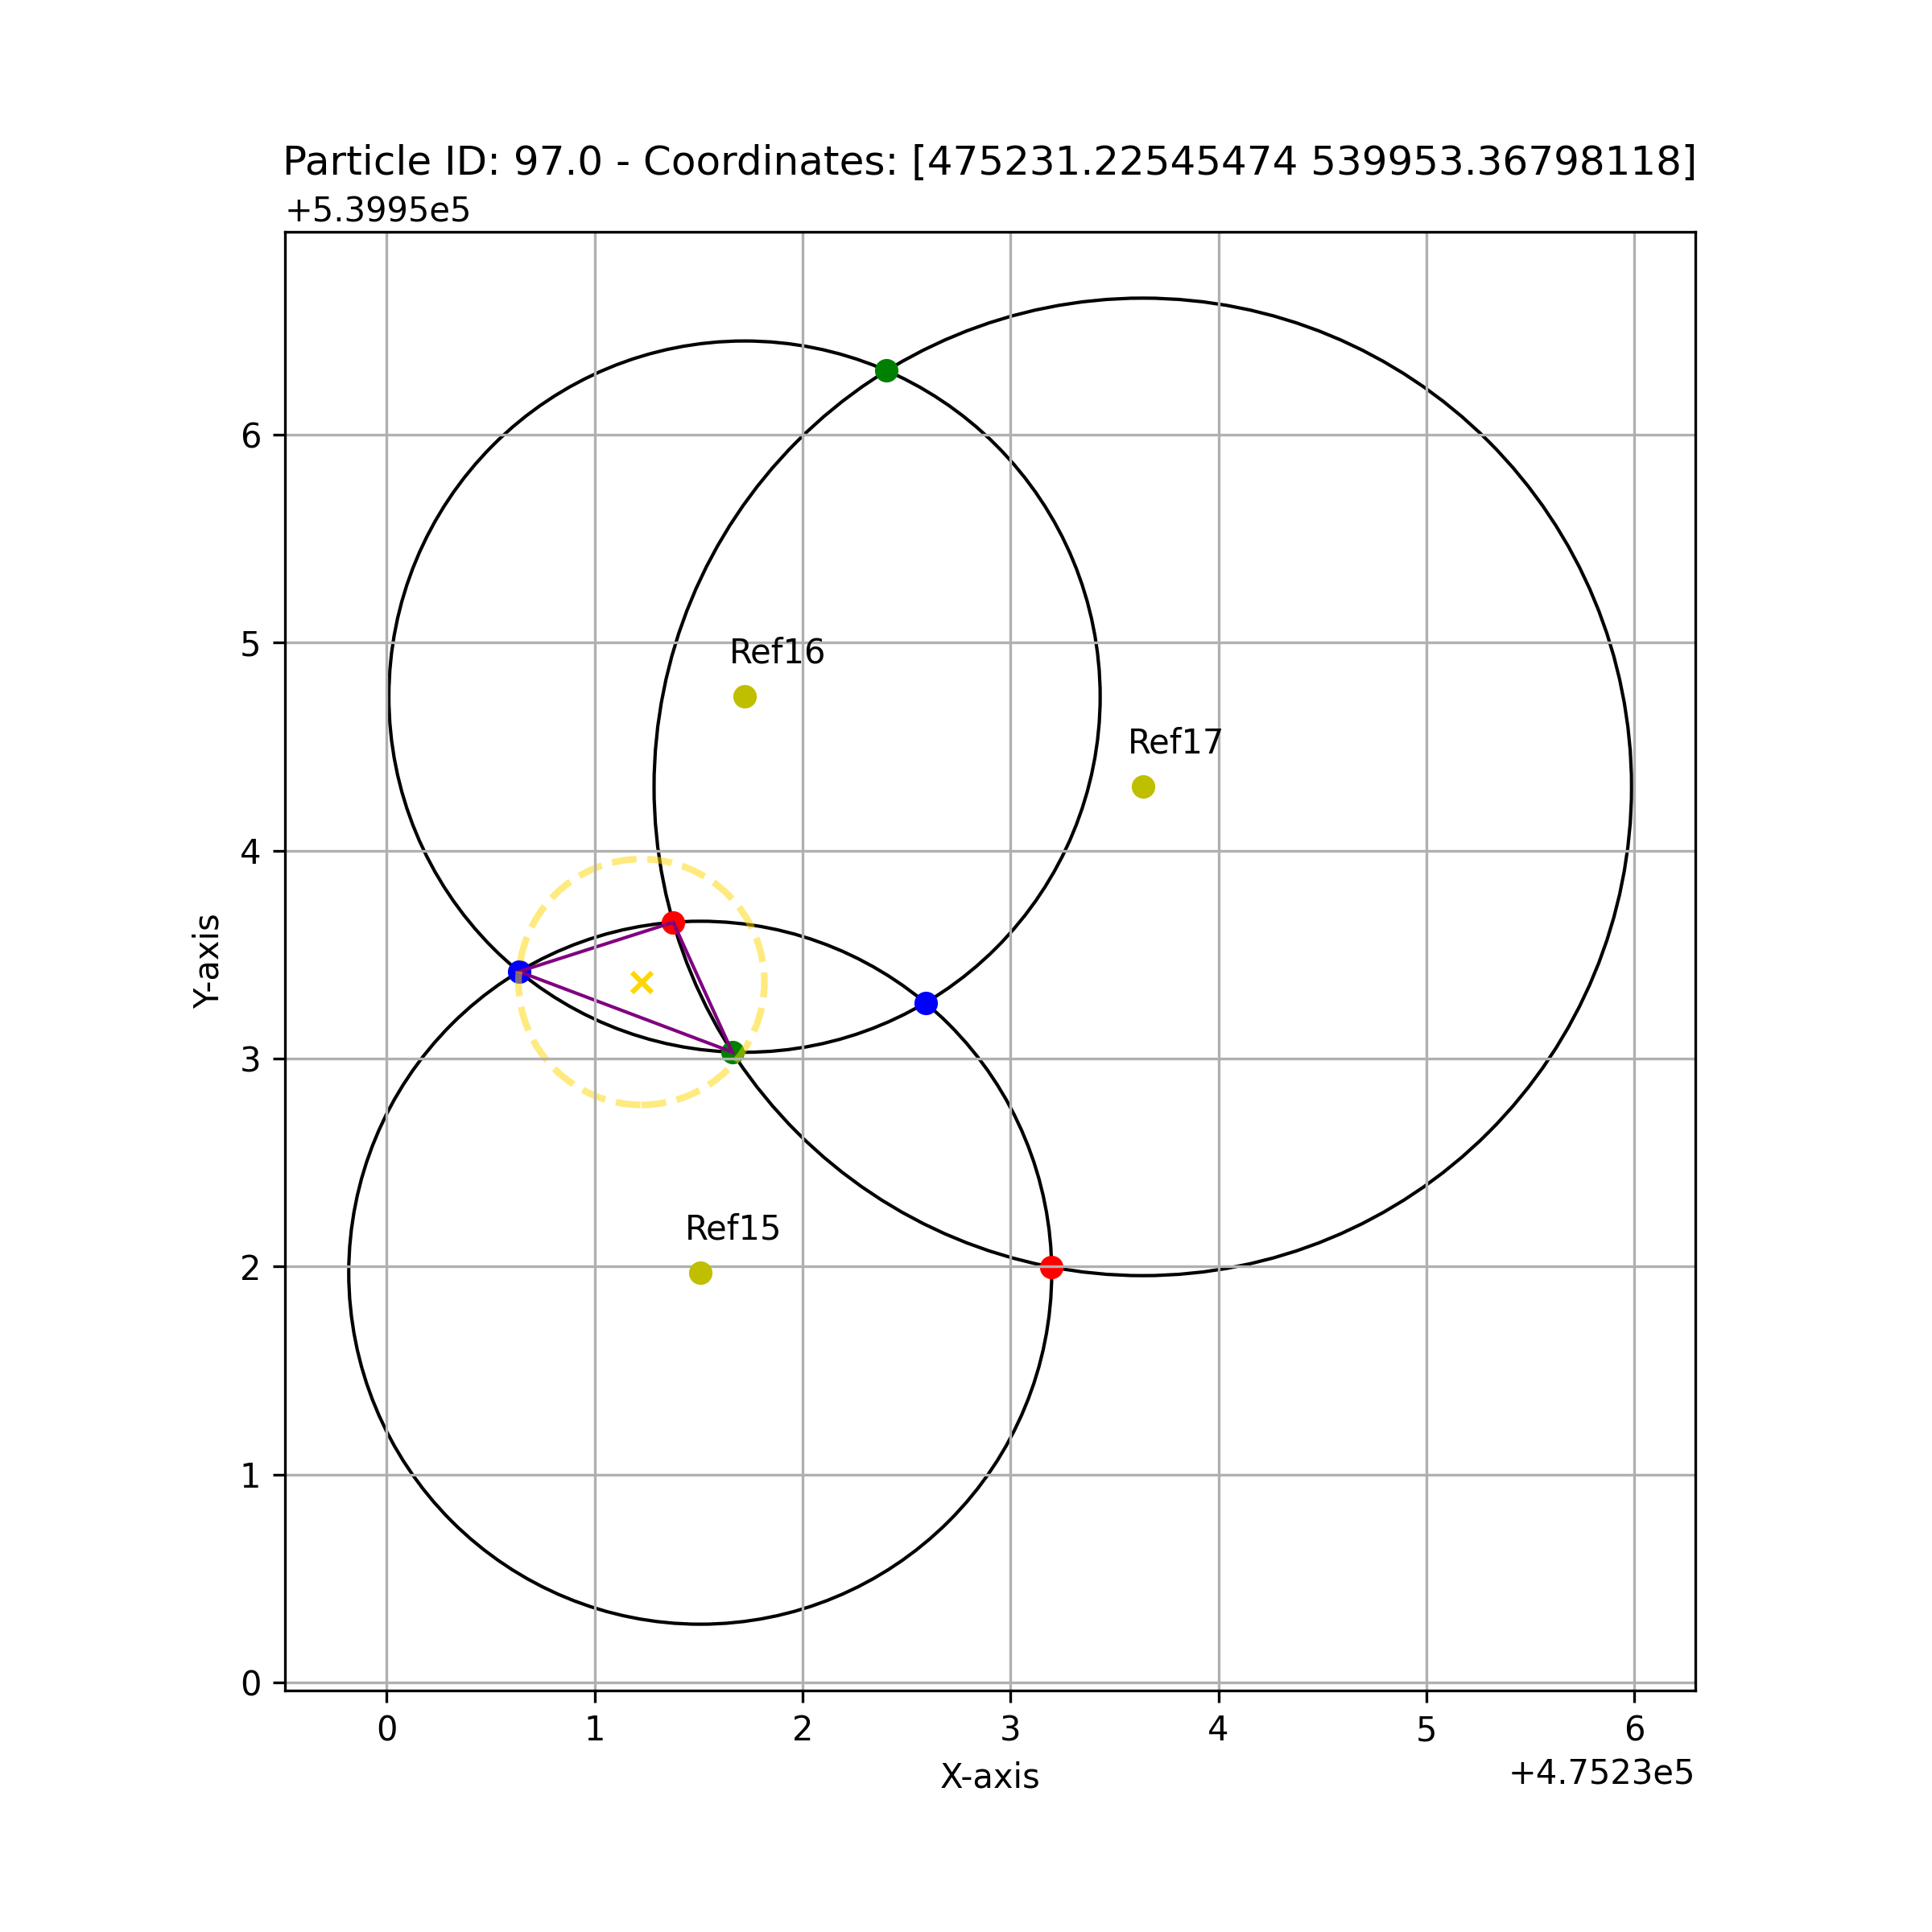 Particle ID: 97.0 - Coordinates: [475231.22545474 539953.36798118]
+5.3995e5
6
5
Ref16
Ref17
4
Y-axis
3
Ref15
2
1
0
0 1 2 3 4 5 6
X-axis
+4.7523e5